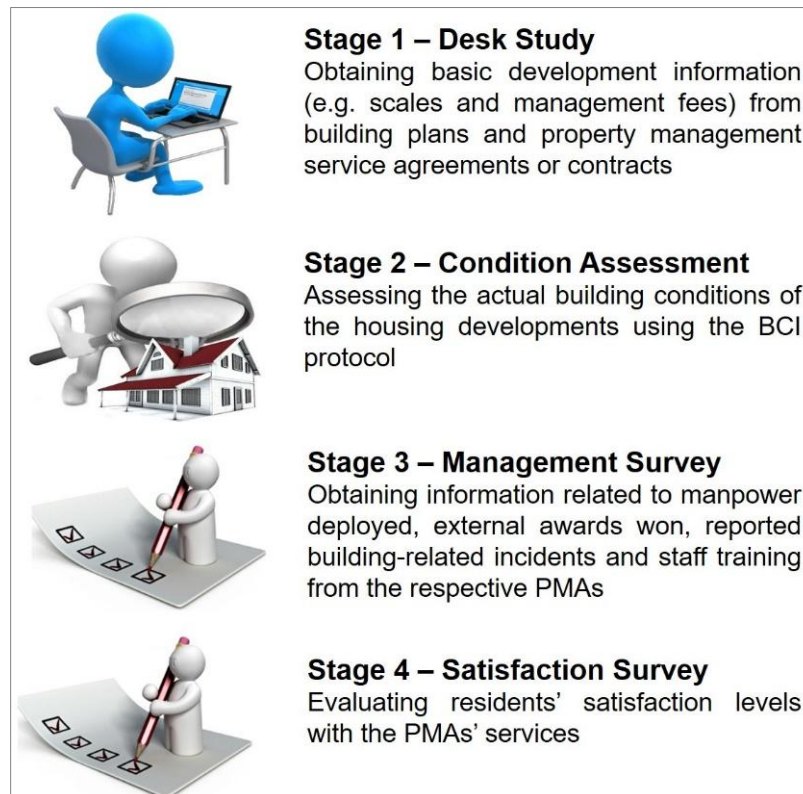 Stage 1 – Desk Study
Obtaining basic development information
(e.g. scales and management fees) from
building plans and property management
service agreements or contracts
Stage 2 – Condition Assessment
Assessing the actual building conditions of
the housing developments using the BCI
protocol
Stage 3 – Management Survey
Obtaining information related to manpower
deployed, external awards won, reported
building-related incidents and staff training
from the respective PMAs
Stage 4 – Satisfaction Survey
Evaluating residents’ satisfaction levels
with the PMAs’ services